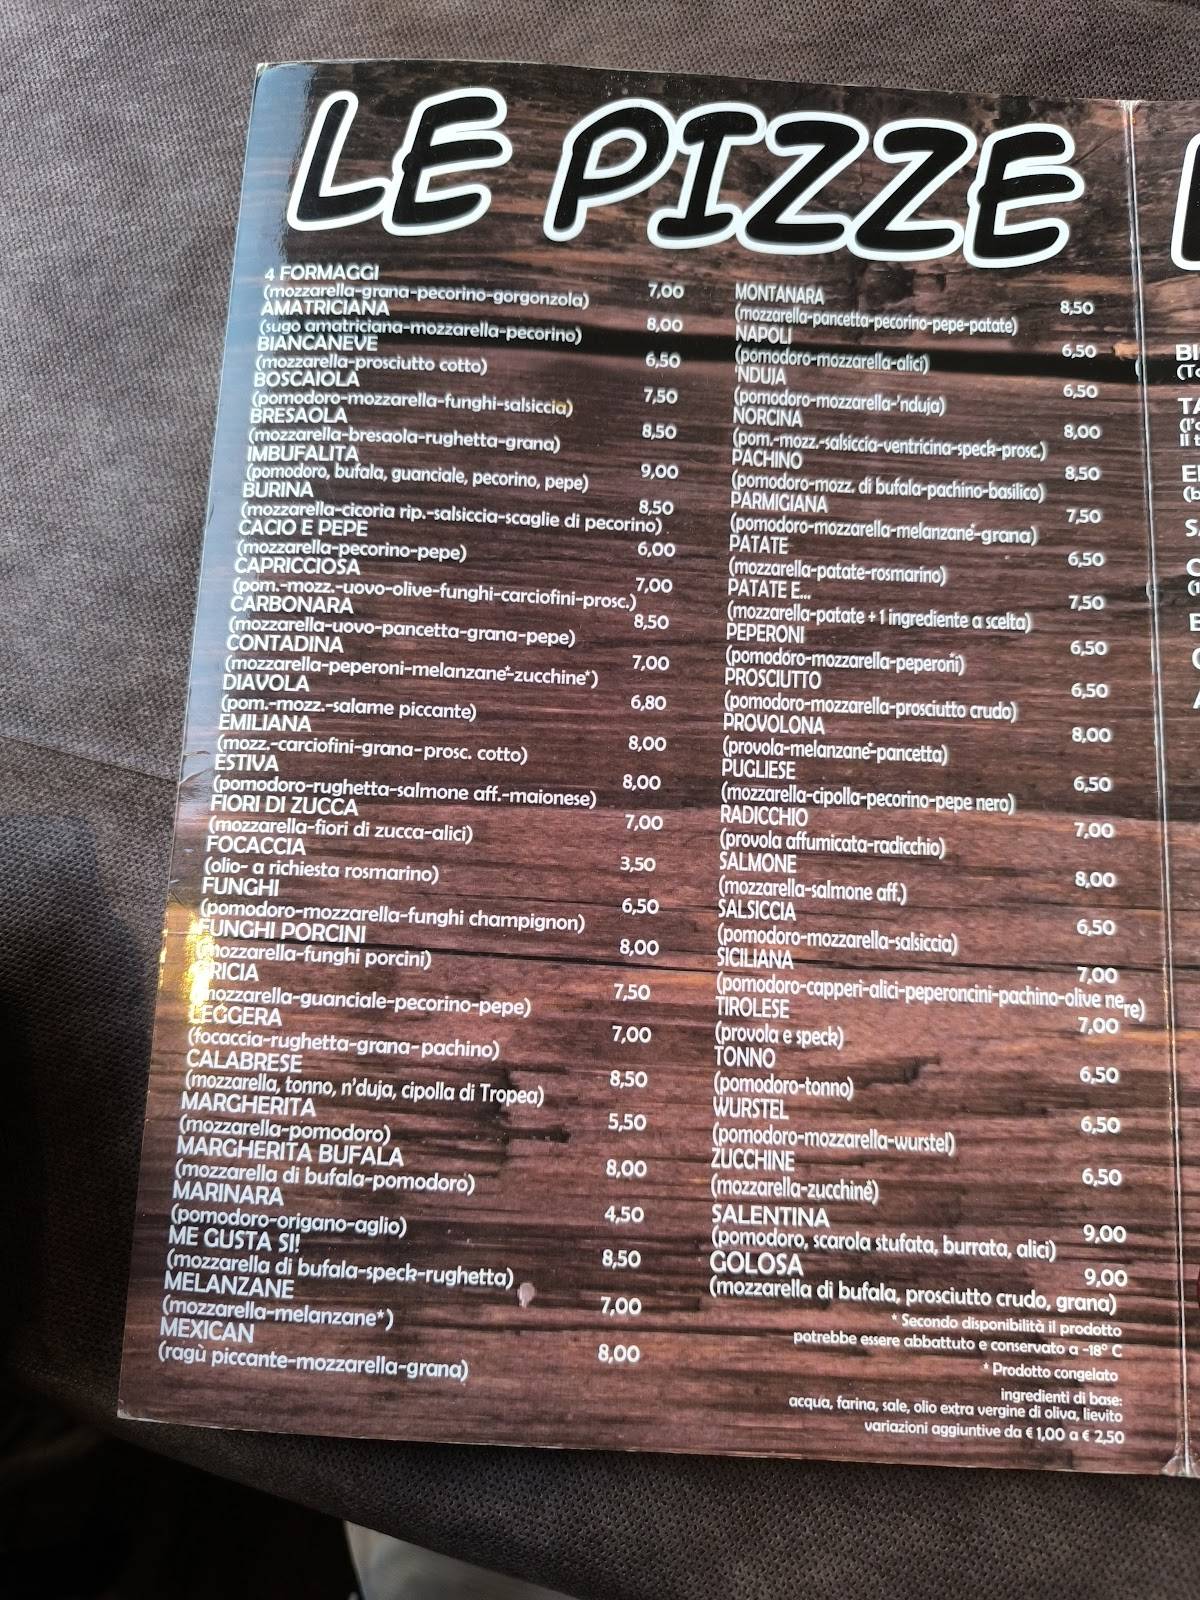 LE PIZZE
4 FORMAGGI
(mozzarella-grana-pecorino-gorgonzola) 7,00
AMATRICIANA
(sugo amatriciana-mozzarella-pecorino) 8,00
BIANCANEVE
(mozzarella-prosciutto cotto) 6,50
BOSCAIOLA
(pomodoro-mozzarella-funghi-salsiccia) 7,50
BRESAOLA
(mozzarella-bresaola-rughetta-grana) 8,50
IMBUFALITA
(pomodoro, bufala, guanciale, pecorino, pepe) 9,00
BURINA
(mozzarella-cicoria rip.-salsiccia-scaglie di pecorino) 8,50
CACIO E PEPE
(mozzarella-pecorino-pepe) 6,00
CAPRICCIOSA
(pom.-mozz.-uovo-olive-funghi-carciofini-prosc.) 7,00
CARBONARA
(mozzarella-uovo-pancetta-grana-pepe) 8,50
CONTADINA
(mozzarella-peperoni-melanzane*-zucchine*) 7,00
DIAVOLA
(pom.-mozz.-salame piccante) 6,80
EMILIANA
(mozz.-carciofini-grana-prosc. cotto) 8,00
ESTIVA
(pomodoro-rughetta-salmone aff.-maionese) 8,00
FIORI DI ZUCCA
(mozzarella-fiori di zucca-alici) 7,00
FOCACCIA
(olio- a richiesta rosmarino) 3,50
FUNGHI
(pomodoro-mozzarella-funghi champignon) 6,50
FUNGHI PORCINI
(mozzarella-funghi porcini) 8,00
GRICIA
(mozzarella-guanciale-pecorino-pepe) 7,50
LEGGERA
(focaccia-rughetta-grana-pachino) 7,00
CALABRESE
(mozzarella, tonno, n'duja, cipolla di Tropea) 8,50
MARGHERITA
(mozzarella-pomodoro) 5,50
MARGHERITA BUFALA
(mozzarella di bufala-pomodoro) 8,00
MARINARA
(pomodoro-origano-aglio) 4,50
ME GUSTA SI!
(mozzarella di bufala-speck-rughetta) 8,50
MELANZANE
(mozzarella-melanzane*) 7,00
MEXICAN
(ragù piccante-mozzarella-grana) 8,00
MONTANARA
(mozzarella-pancetta-pecorino-pepe-patate) 8,50
NAPOLI
(pomodoro-mozzarella-alici) 6,50
'NDUJA
(pomodoro-mozzarella-'nduja) 6,50
NORCINA
(pom.-mozz.-salsiccia-ventricina-speck-prosc.) 8,00
PACHINO
(pomodoro-mozz. di bufala-pachino-basilico) 8,50
PARMIGIANA
(pomodoro-mozzarella-melanzane*-grana) 7,50
PATATE
(mozzarella-patate-rosmarino) 6,50
PATATE E...
(mozzarella-patate + 1 ingrediente a scelta) 7,50
PEPERONI
(pomodoro-mozzarella-peperoni*) 6,50
PROSCIUTTO
(pomodoro-mozzarella-prosciutto crudo) 6,50
PROVOLONA
(provola-melanzane*-pancetta) 8,00
PUGLIESE
(mozzarella-cipolla-pecorino-pepe nero) 6,50
RADICCHIO
(provola affumicata-radicchio) 7,00
SALMONE
(mozzarella-salmone aff.) 8,00
SALSICCIA
(pomodoro-mozzarella-salsiccia) 6,50
SICILIANA
(pomodoro-capperi-alici-peperoncini-pachino-olive nere) 7,00
TIROLESE
(provola e speck) 7,00
TONNO
(pomodoro-tonno) 6,50
WURSTEL
(pomodoro-mozzarella-wurstel) 6,50
ZUCCHINE
(mozzarella-zucchine*) 6,50
SALENTINA
(pomodoro, scarola stufata, burrata, alici) 9,00
GOLOSA
(mozzarella di bufala, prosciutto crudo, grana) 9,00
* Secondo disponibilità il prodotto
potrebbe essere abbattuto e conservato a -18° C
* Prodotto congelato
ingredienti di base:
acqua, farina, sale, olio extra vergine di oliva, lievito
variazioni aggiuntive da € 1,00 a € 2,50